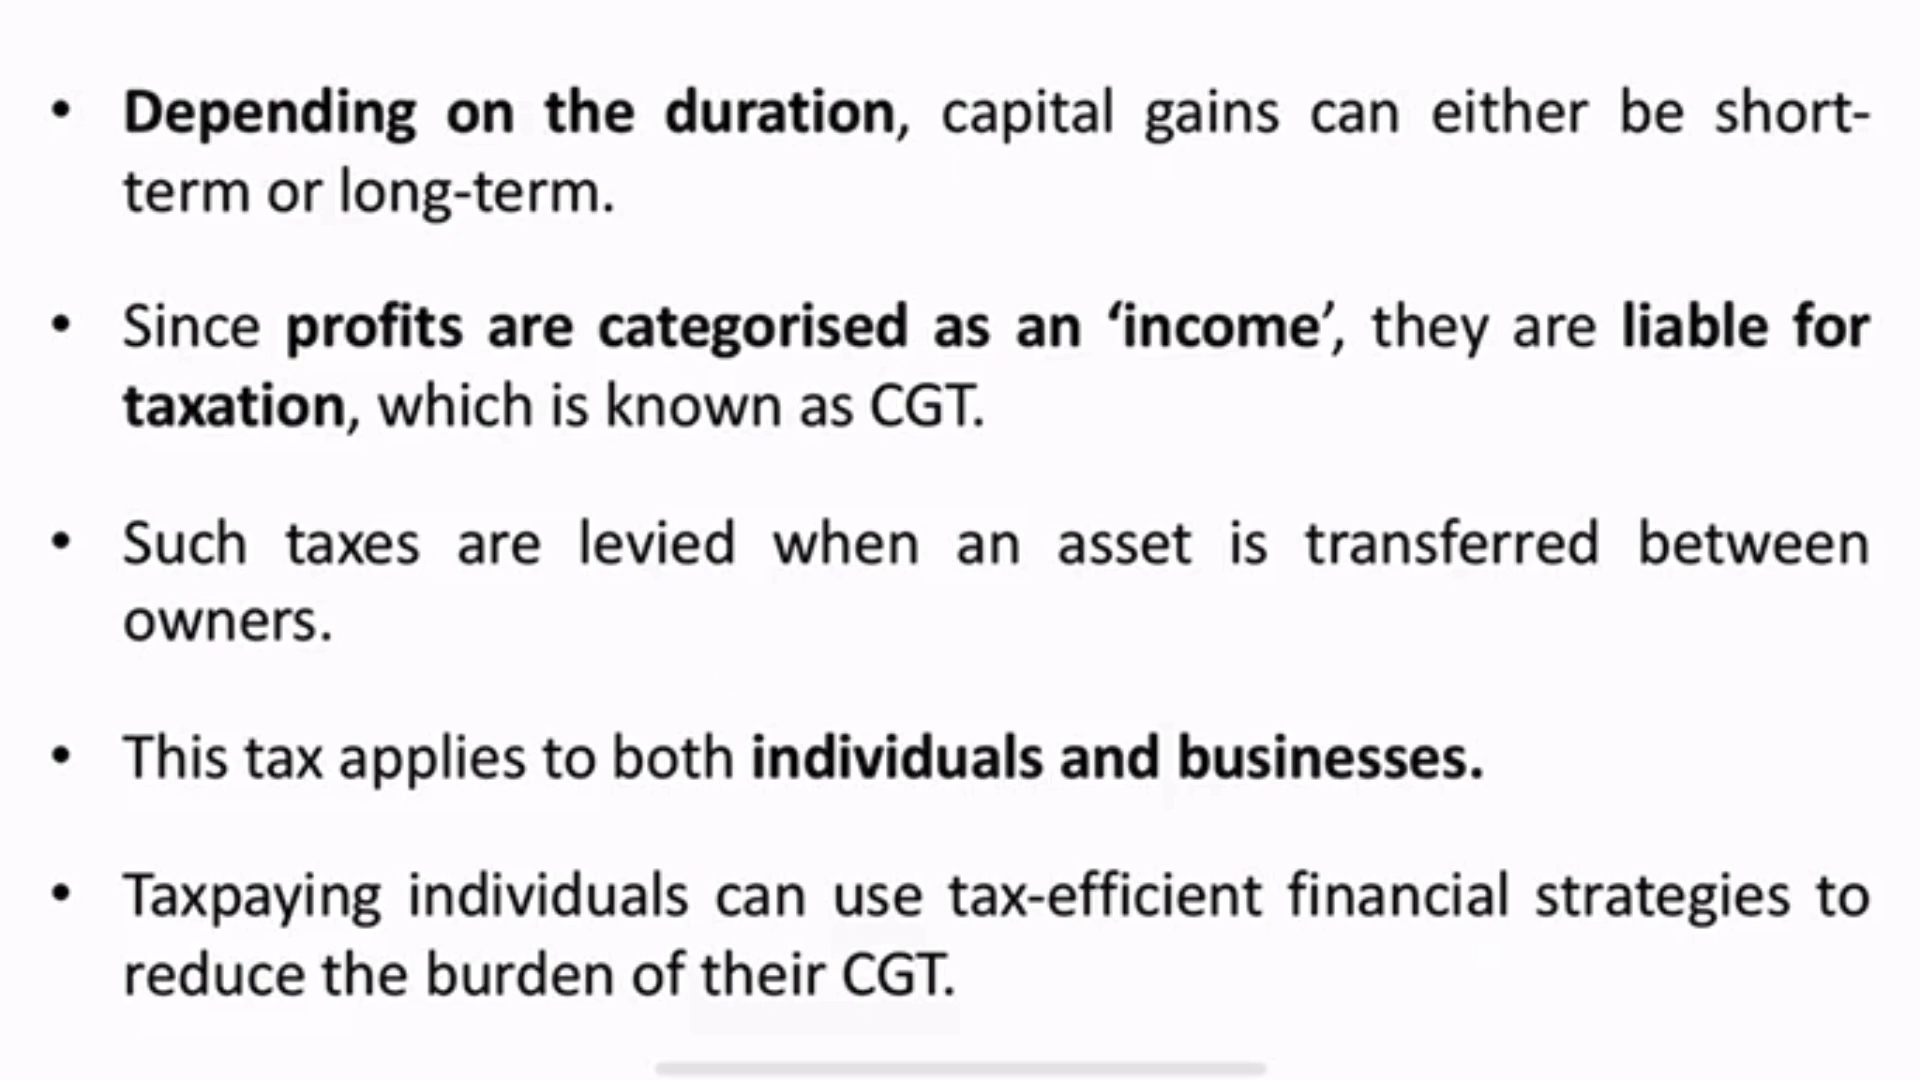 • Depending on the duration, capital gains can either be short-
term or long-term.
• Since profits are categorised as an ‘income’, they are liable for
taxation, which is known as CGT.
• Such taxes are levied when an asset is transferred between
owners.
• This tax applies to both individuals and businesses.
• Taxpaying individuals can use tax-efficient financial strategies to
reduce the burden of their CGT.